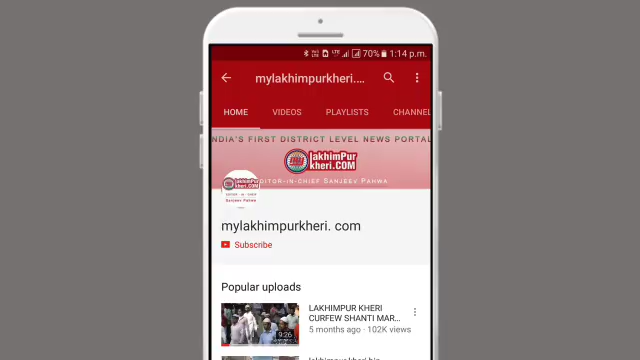 70% 1:14 p.m.
mylakhimpurkheri....
HOME VIDEOS PLAYLISTS CHANNEL
INDIA'S FIRST DISTRICT LEVEL NEWS PORTAL
lakhimpur
kheri.COM
EDITOR-IN-CHIEF SANJEEV PAHWA
mylakhimpurkheri. com
Subscribe
Popular uploads
LAKHIMPUR KHERI
CURFEW SHANTI MAR...
5 months ago · 102K views
9:26